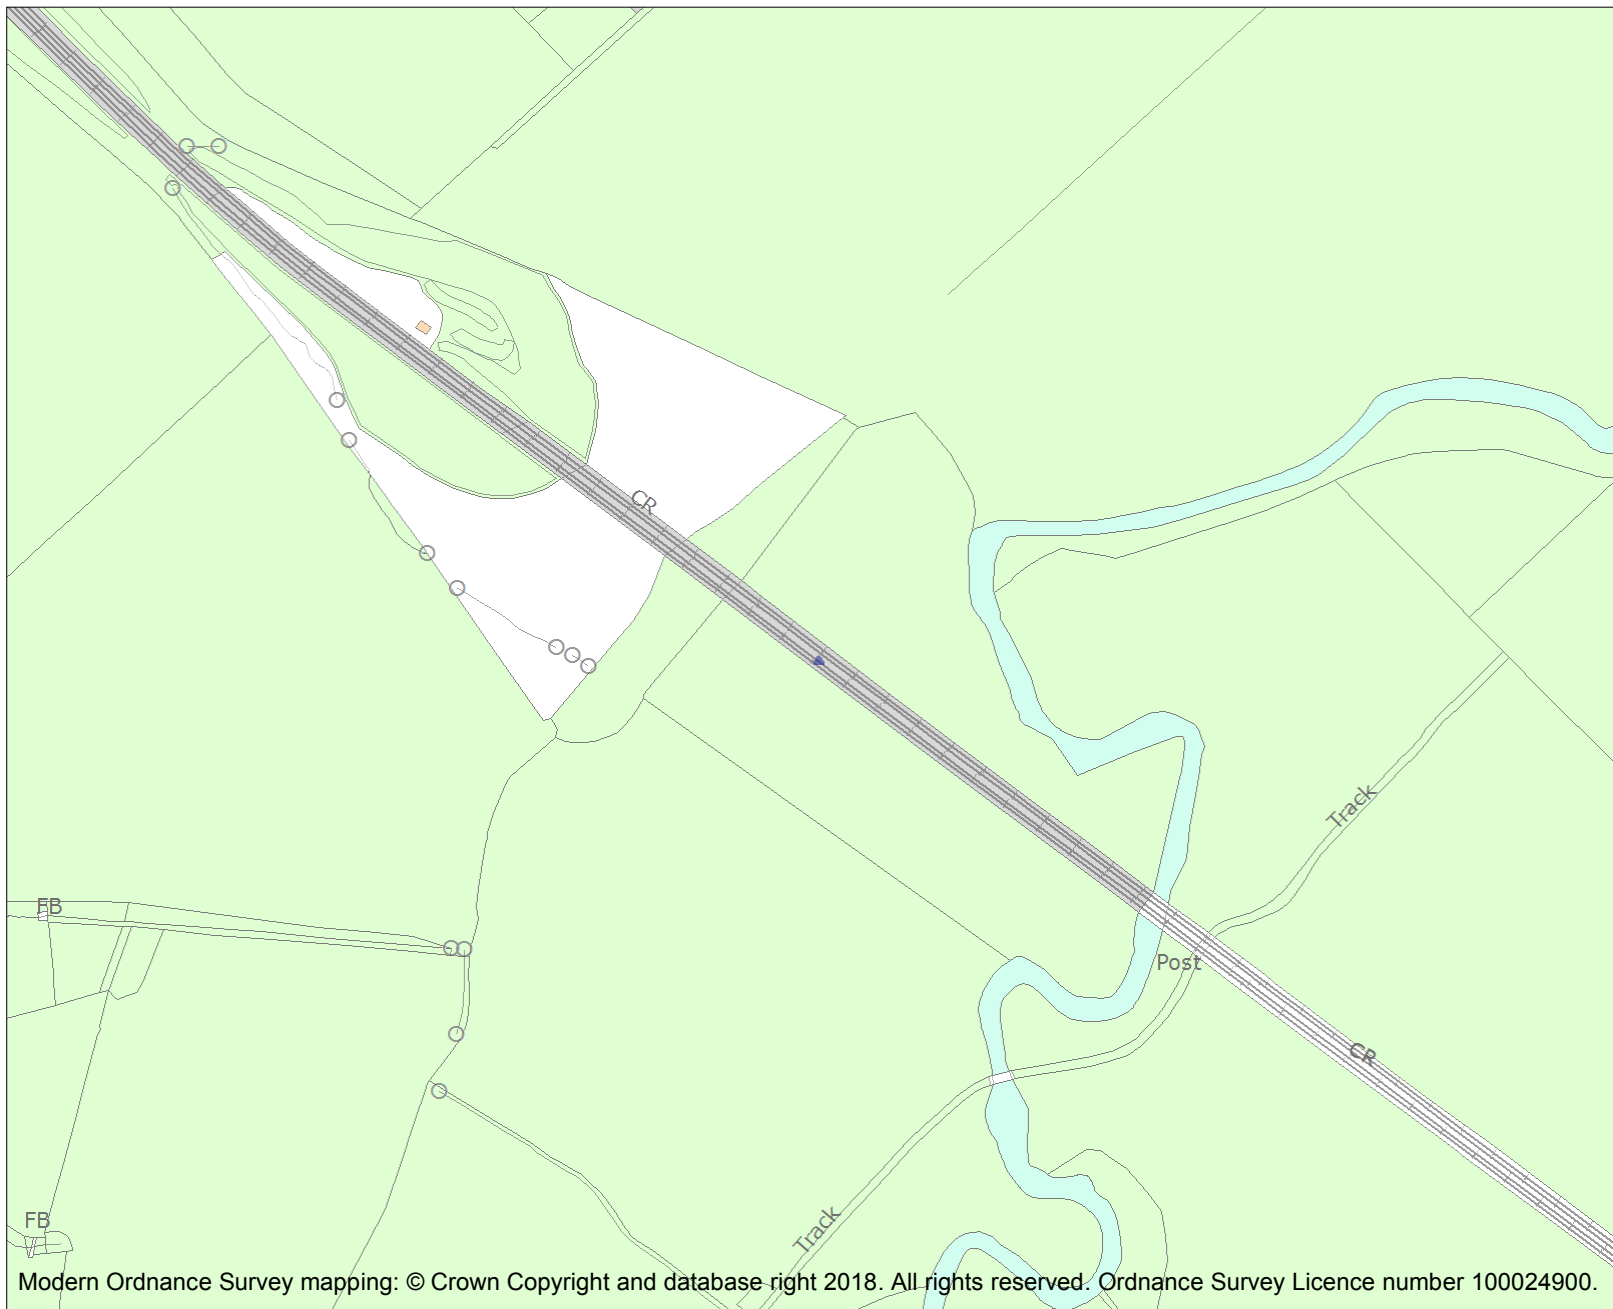 CR
Track
FB
Post
CR
FB
Track
Modern Ordnance Survey mapping: © Crown Copyright and database right 2018. All rights reserved. Ordnance Survey Licence number 100024900.